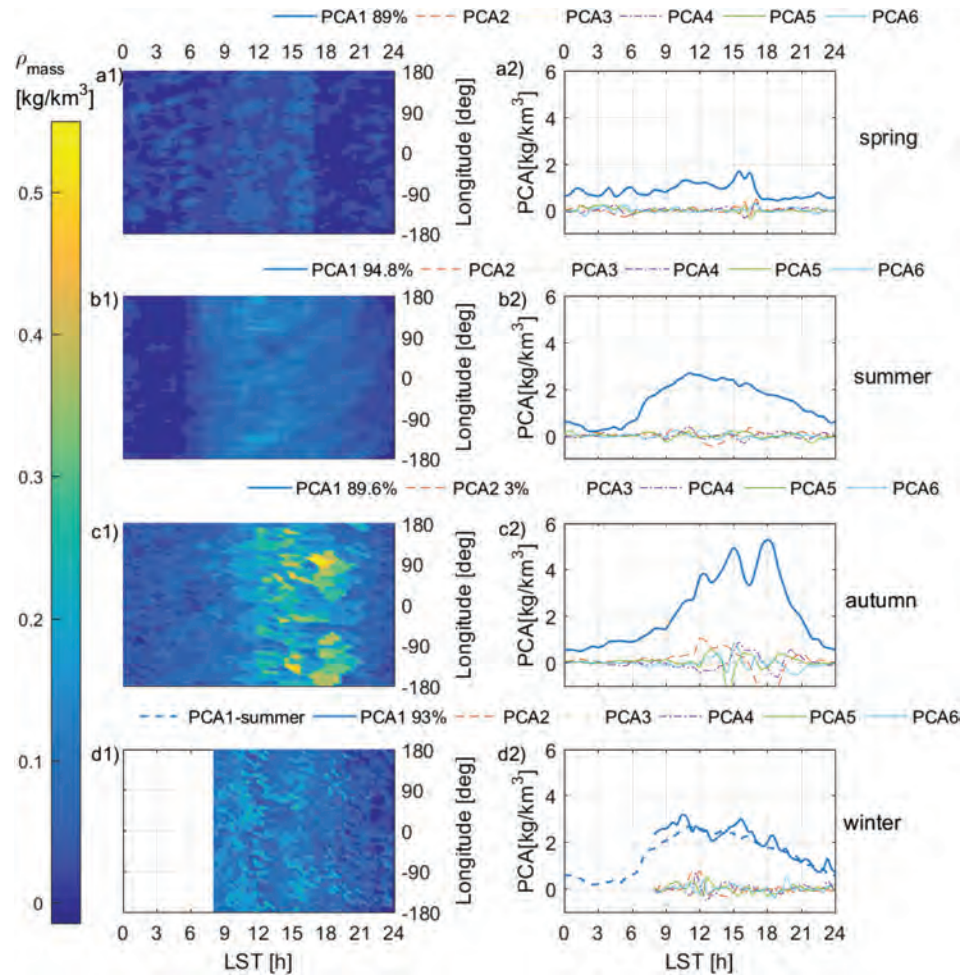 PCA1 89% PCA2 PCA3 PCA4 PCA5 PCA6
0 3 6 9 12 15 18 21 24 0 3 6 9 12 15 18 21 24
ρmass
[kg/km³]
a1) 180 90 0 -90 -180 Longitude [deg]
a2) 6 4 2 0 PCA[kg/km³] spring
0.5 0.4 0.3 0.2 0.1 0
PCA1 94.8% PCA2 PCA3 PCA4 PCA5 PCA6
b1) 180 90 0 -90 -180 Longitude [deg]
b2) 6 4 2 0 PCA[kg/km³] summer
PCA1 89.6% PCA2 3% PCA3 PCA4 PCA5 PCA6
c1) 180 90 0 -90 -180 Longitude [deg]
c2) 6 4 2 0 PCA[kg/km³] autumn
PCA1-summer PCA1 93% PCA2 PCA3 PCA4 PCA5 PCA6
d1) 180 90 0 -90 -180 Longitude [deg]
d2) 6 4 2 0 PCA[kg/km³] winter
0 3 6 9 12 15 18 21 24 0 3 6 9 12 15 18 21 24
LST [h] LST [h]